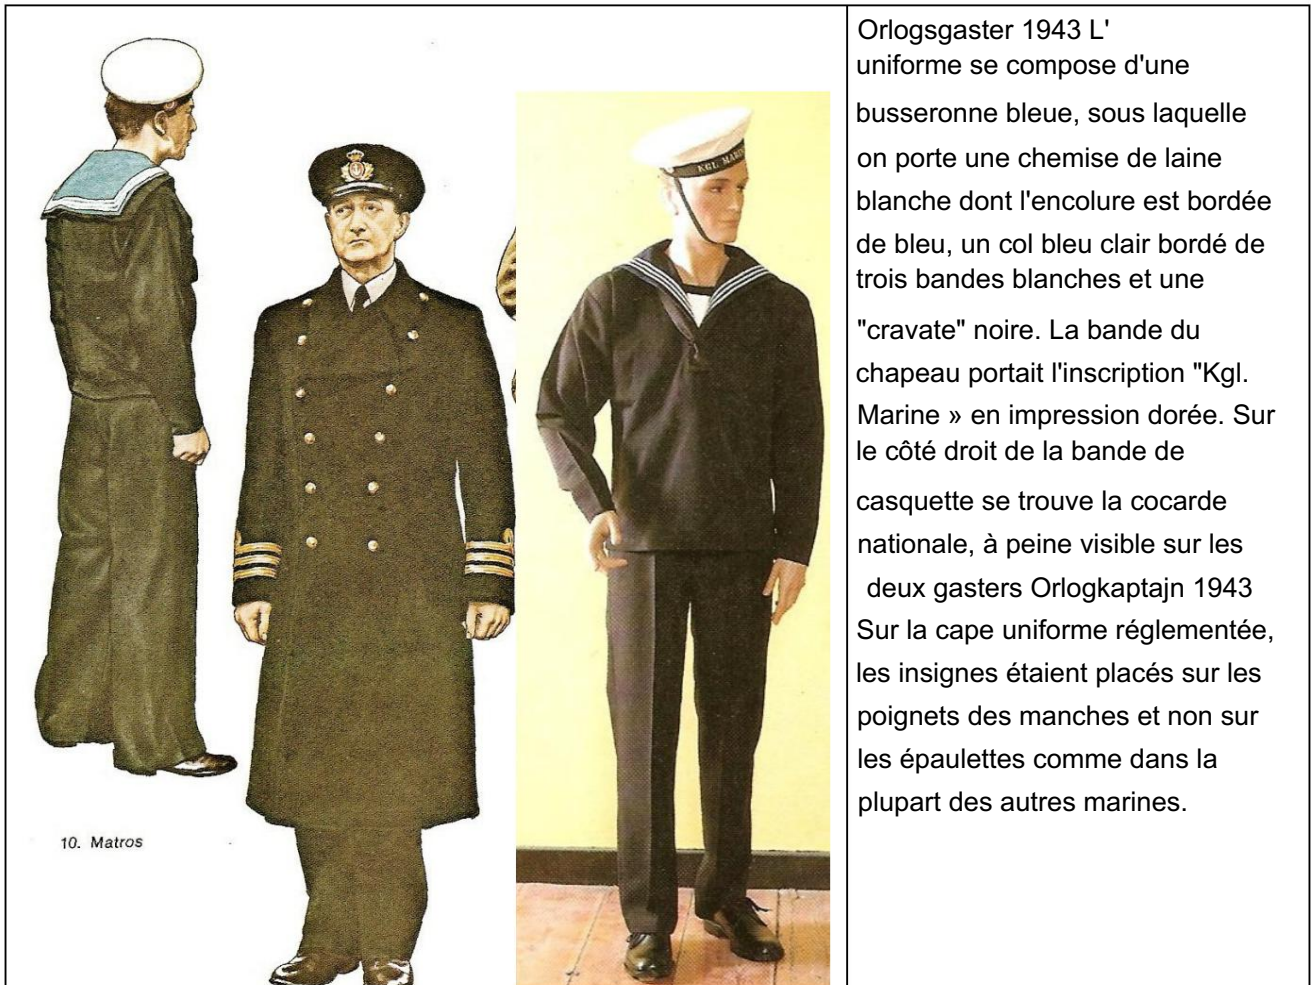 Orlogsgaster 1943 L'
uniforme se compose d'une
busseronne bleue, sous laquelle
on porte une chemise de laine
blanche dont l'encolure est bordée
de bleu, un col bleu clair bordé de
trois bandes blanches et une
"cravate" noire. La bande du
chapeau portait l'inscription "Kgl.
Marine » en impression dorée. Sur
le côté droit de la bande de
casquette se trouve la cocarde
nationale, à peine visible sur les
deux gasters Orlogkaptajn 1943
Sur la cape uniforme réglementée,
les insignes étaient placés sur les
poignets des manches et non sur
les épaulettes comme dans la
plupart des autres marines.
10. Matros
KGL. MARINE